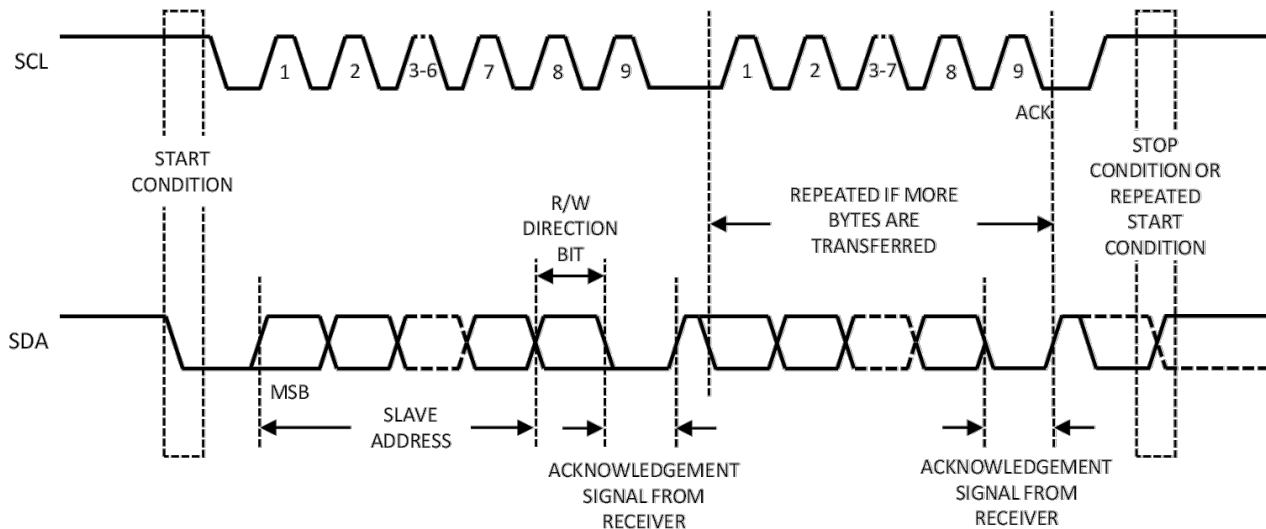 SCL
1 2 3-6 7 8 9 1 2 3-7 8 9
ACK
START
CONDITION
R/W
DIRECTION
BIT
REPEATED IF MORE
BYTES ARE
TRANSFERRED
STOP
CONDITION OR
REPEATED
START
CONDITION
SDA
MSB
SLAVE
ADDRESS
ACKNOWLEDGEMENT
SIGNAL FROM
RECEIVER
ACKNOWLEDGEMENT
SIGNAL FROM
RECEIVER